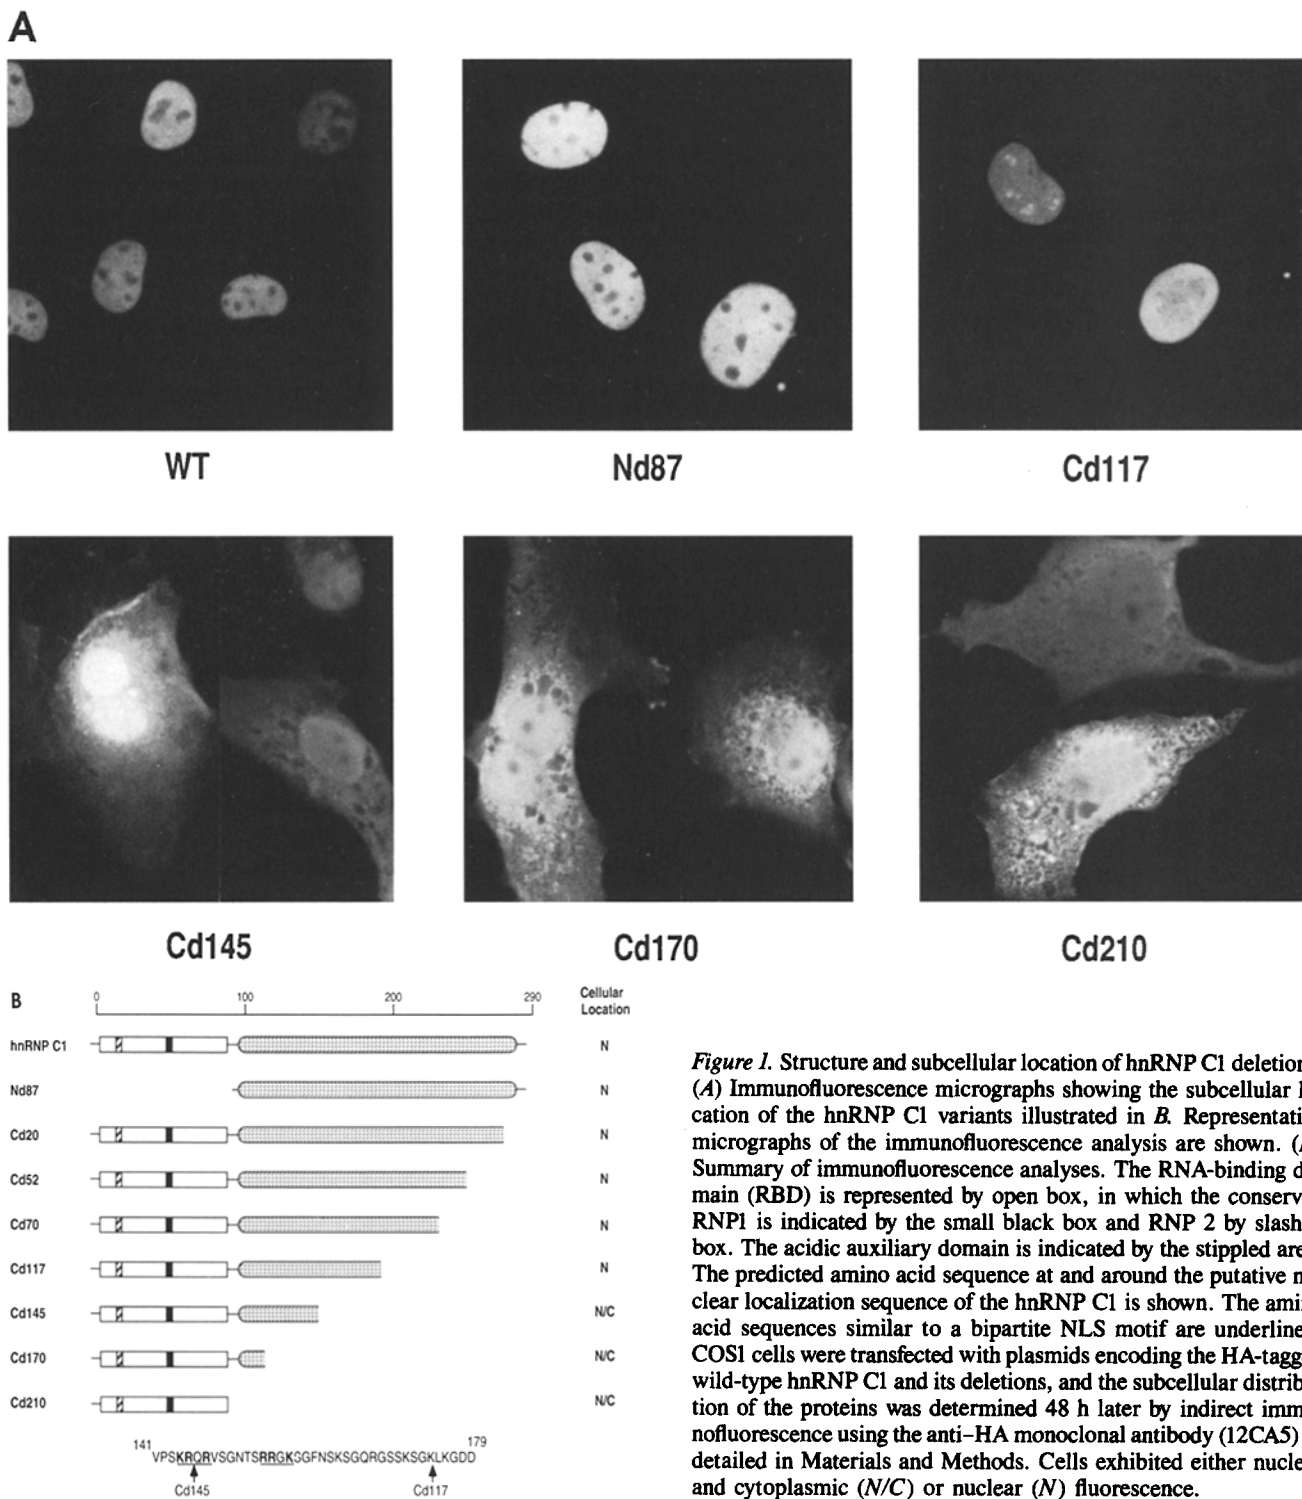 A
WT
Nd87
Cd117
Cd145
Cd170
Cd210
B
0 100 200 290
Cellular
Location
hnRNP C1 N
Nd87 N
Cd20 N
Cd52 N
Cd70 N
Cd117 N
Cd145 N/C
Cd170 N/C
Cd210 N/C
141 179
VPSKRQRVSGNTSRRGKSGFNSKSGQRGSSKSGKLKGDD
Cd145 Cd117
Figure 1. Structure and subcellular location of hnRNP C1 deletion
(A) Immunofluorescence micrographs showing the subcellular l
cation of the hnRNP C1 variants illustrated in B. Representati
micrographs of the immunofluorescence analysis are shown. (
Summary of immunofluorescence analyses. The RNA-binding d
main (RBD) is represented by open box, in which the conserv
RNP1 is indicated by the small black box and RNP 2 by slash
box. The acidic auxiliary domain is indicated by the stippled are
The predicted amino acid sequence at and around the putative n
clear localization sequence of the hnRNP C1 is shown. The ami
acid sequences similar to a bipartite NLS motif are underline
COS1 cells were transfected with plasmids encoding the HA-tagg
wild-type hnRNP C1 and its deletions, and the subcellular distrib
tion of the proteins was determined 48 h later by indirect imm
nofluorescence using the anti-HA monoclonal antibody (12CA5)
detailed in Materials and Methods. Cells exhibited either nucle
and cytoplasmic (N/C) or nuclear (N) fluorescence.